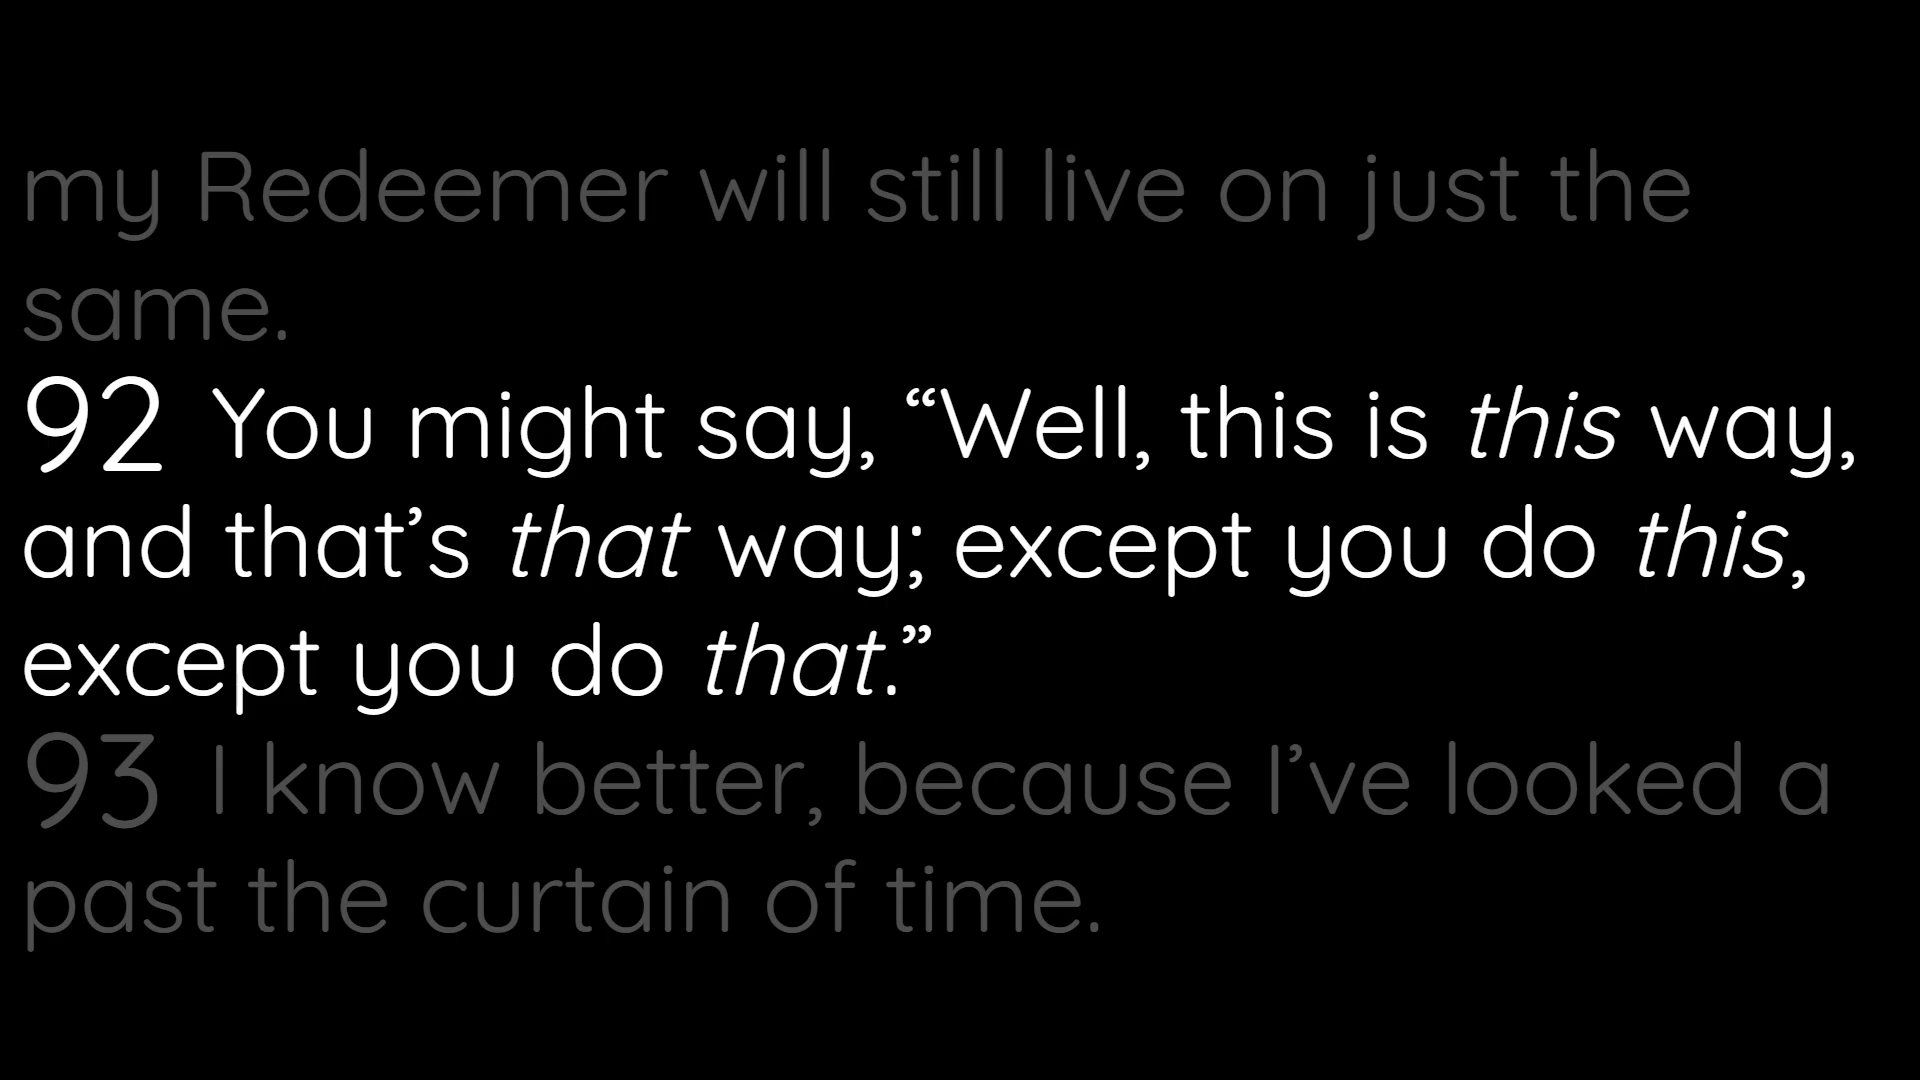 my Redeemer will still live on just the
same.
92 You might say, “Well, this is this way,
and that’s that way; except you do this,
except you do that.”
93 I know better, because I’ve looked a
past the curtain of time.